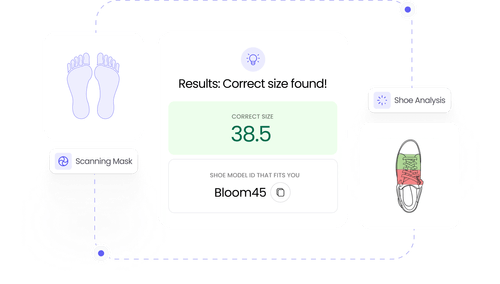 Results: Correct size found!
Shoe Analysis
CORRECT SIZE
38.5
Scanning Mask
SHOE MODEL ID THAT FITS YOU
Bloom45